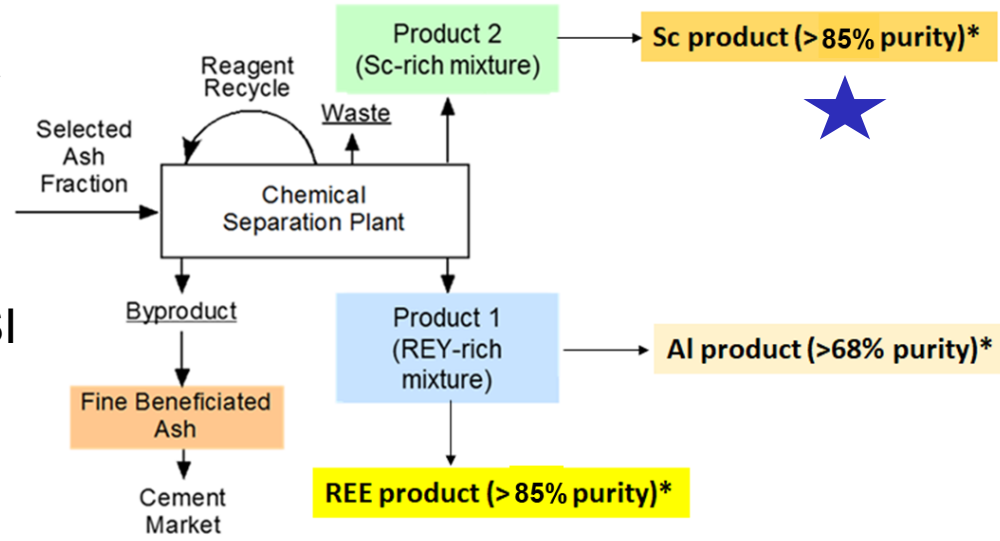 Product 2
(Sc-rich mixture)
Sc product (> 85% purity)*
Reagent
Recycle
Waste
Selected
Ash
Fraction
Chemical
Separation Plant
Byproduct
Product 1
(REY-rich
mixture)
Al product (>68% purity)*
Fine Beneficiated
Ash
REE product (> 85% purity)*
Cement
Market